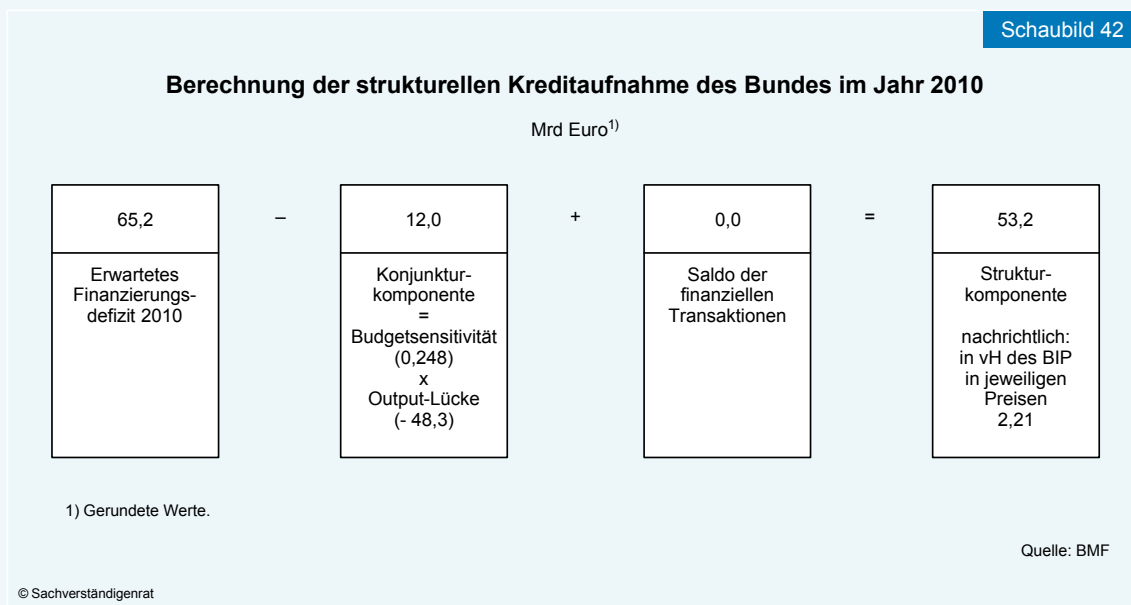 Schaubild 42
Berechnung der strukturellen Kreditaufnahme des Bundes im Jahr 2010
Mrd Euro1)
65,2
–
12,0
+
0,0
=
53,2
Erwartetes
Finanzierungs-
defizit 2010
Konjunktur-
komponente
=
Budgetsensitivität
(0,248)
x
Output-Lücke
(- 48,3)
Saldo der
finanziellen
Transaktionen
Struktur-
komponente
nachrichtlich:
in vH des BIP
in jeweiligen
Preisen
2,21
1) Gerundete Werte.
Quelle: BMF
© Sachverständigenrat